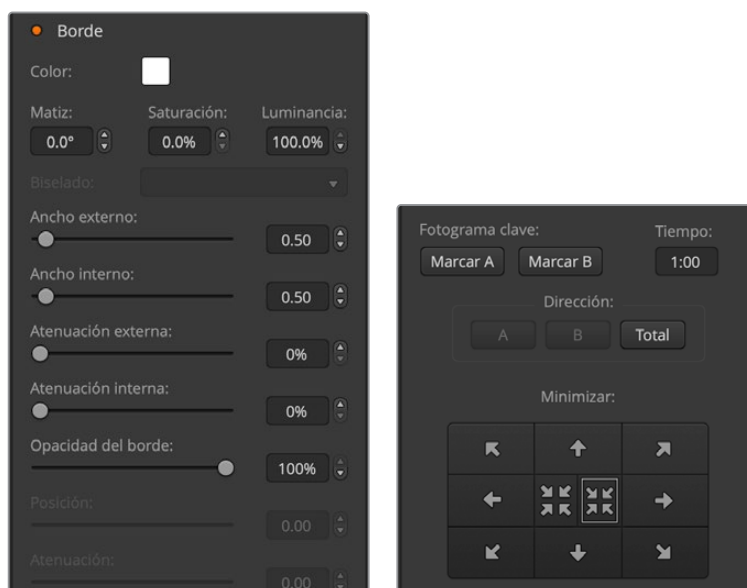 Borde
Color:
Matiz: Saturación: Luminancia:
0.0° 0.0% 100.0%
Biselado:
Ancho externo:
0.50
Ancho interno:
0.50
Atenuación externa:
0%
Atenuación interna:
0%
Opacidad del borde:
100%
Posición:
0.00
Atenuación:
0.00
Fotograma clave: Tiempo:
Marcar A Marcar B 1:00
Dirección:
A B Total
Minimizar: